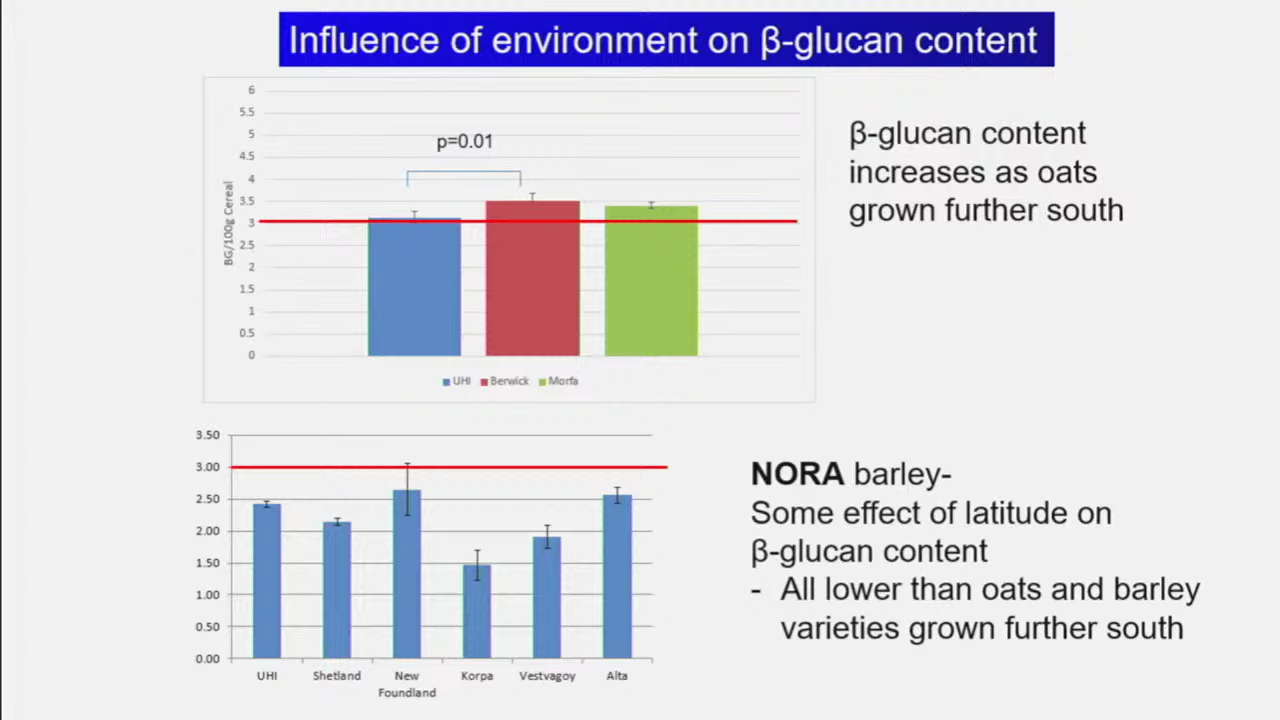 Influence of environment on β-glucan content
6
5.5
5
4.5
4
3.5
3
2.5
2
1.5
1
0.5
0
BG/100g Cereal
p=0.01
UHI Berwick Morfa
β-glucan content
increases as oats
grown further south
3.50
3.00
2.50
2.00
1.50
1.00
0.50
0.00
UHI Shetland New Korpa Vestvagoy Alta
Foundland
NORA barley-
Some effect of latitude on
β-glucan content
- All lower than oats and barley
varieties grown further south